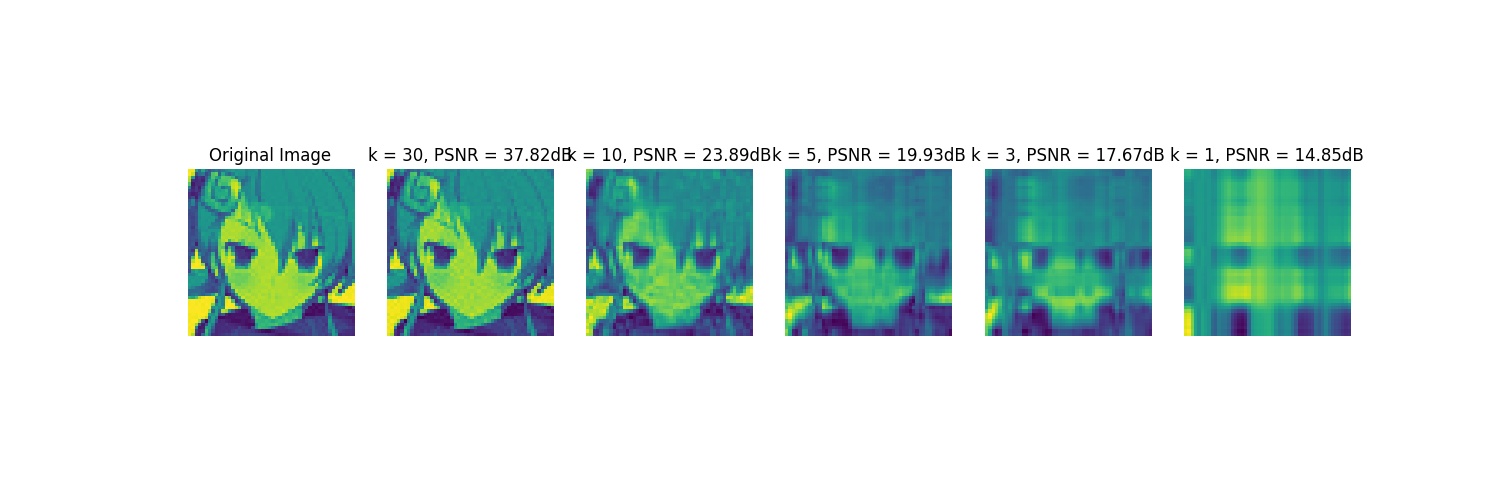 Original Image
k = 30, PSNR = 37.82dB
k = 10, PSNR = 23.89dB
k = 5, PSNR = 19.93dB
k = 3, PSNR = 17.67dB
k = 1, PSNR = 14.85dB